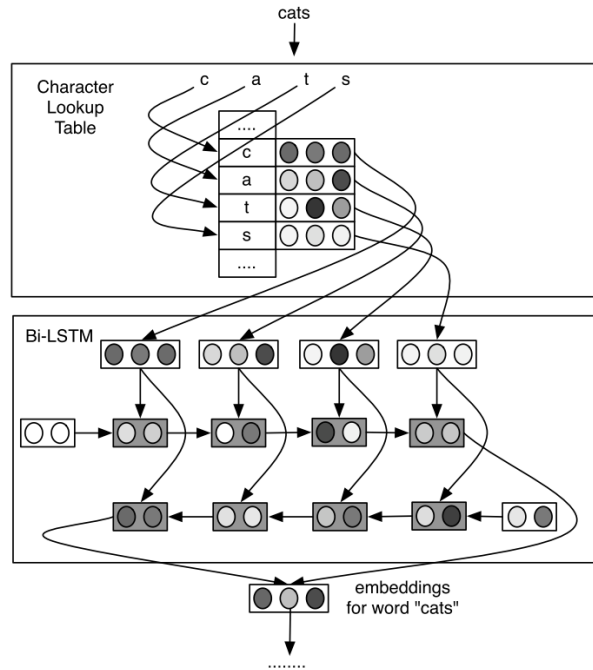 cats
c a t s
Character
Lookup
Table
....
c
a
t
s
....
Bi-LSTM
embeddings
for word "cats"
........